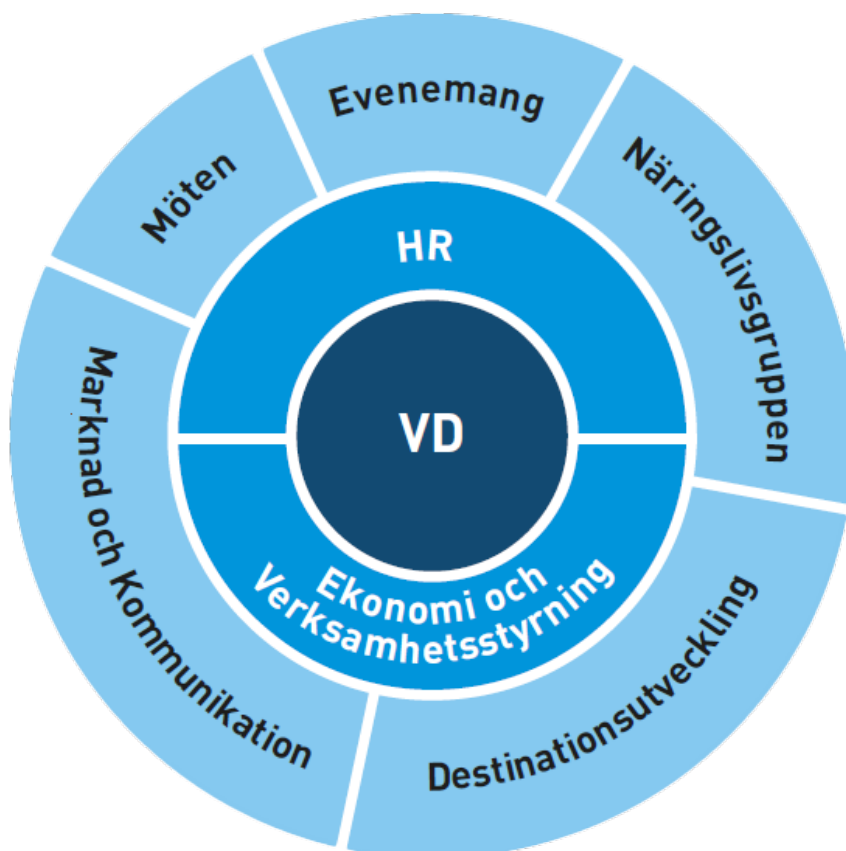 Evenemang
Möten
Näringslivsgruppen
HR
VD
Marknad och Kommunikation
Ekonomi och
Verksamhetsstyrning
Destinationsutveckling